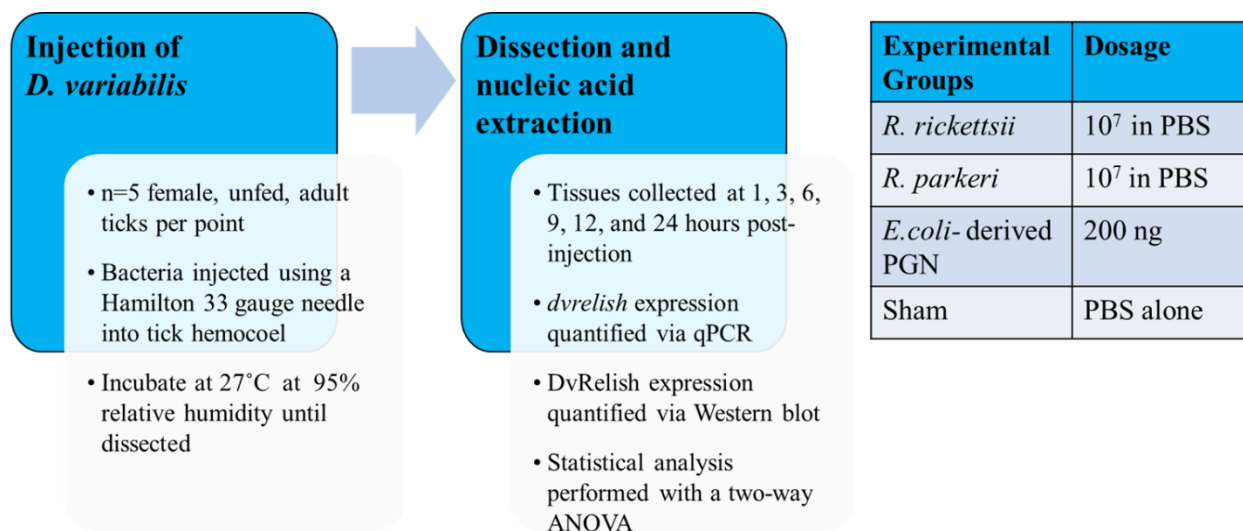 Injection of
D. variabilis
• n=5 female, unfed, adult
ticks per point
• Bacteria injected using a
Hamilton 33 gauge needle
into tick hemocoel
• Incubate at 27˚C at 95%
relative humidity until
dissected
Dissection and
nucleic acid
extraction
• Tissues collected at 1, 3, 6,
9, 12, and 24 hours post-
injection
• dvrelish expression
quantified via qPCR
• DvRelish expression
quantified via Western blot
• Statistical analysis
performed with a two-way
ANOVA
Experimental
Groups
Dosage
R. rickettsii
10⁷ in PBS
R. parkeri
10⁷ in PBS
E.coli- derived
PGN
200 ng
Sham
PBS alone